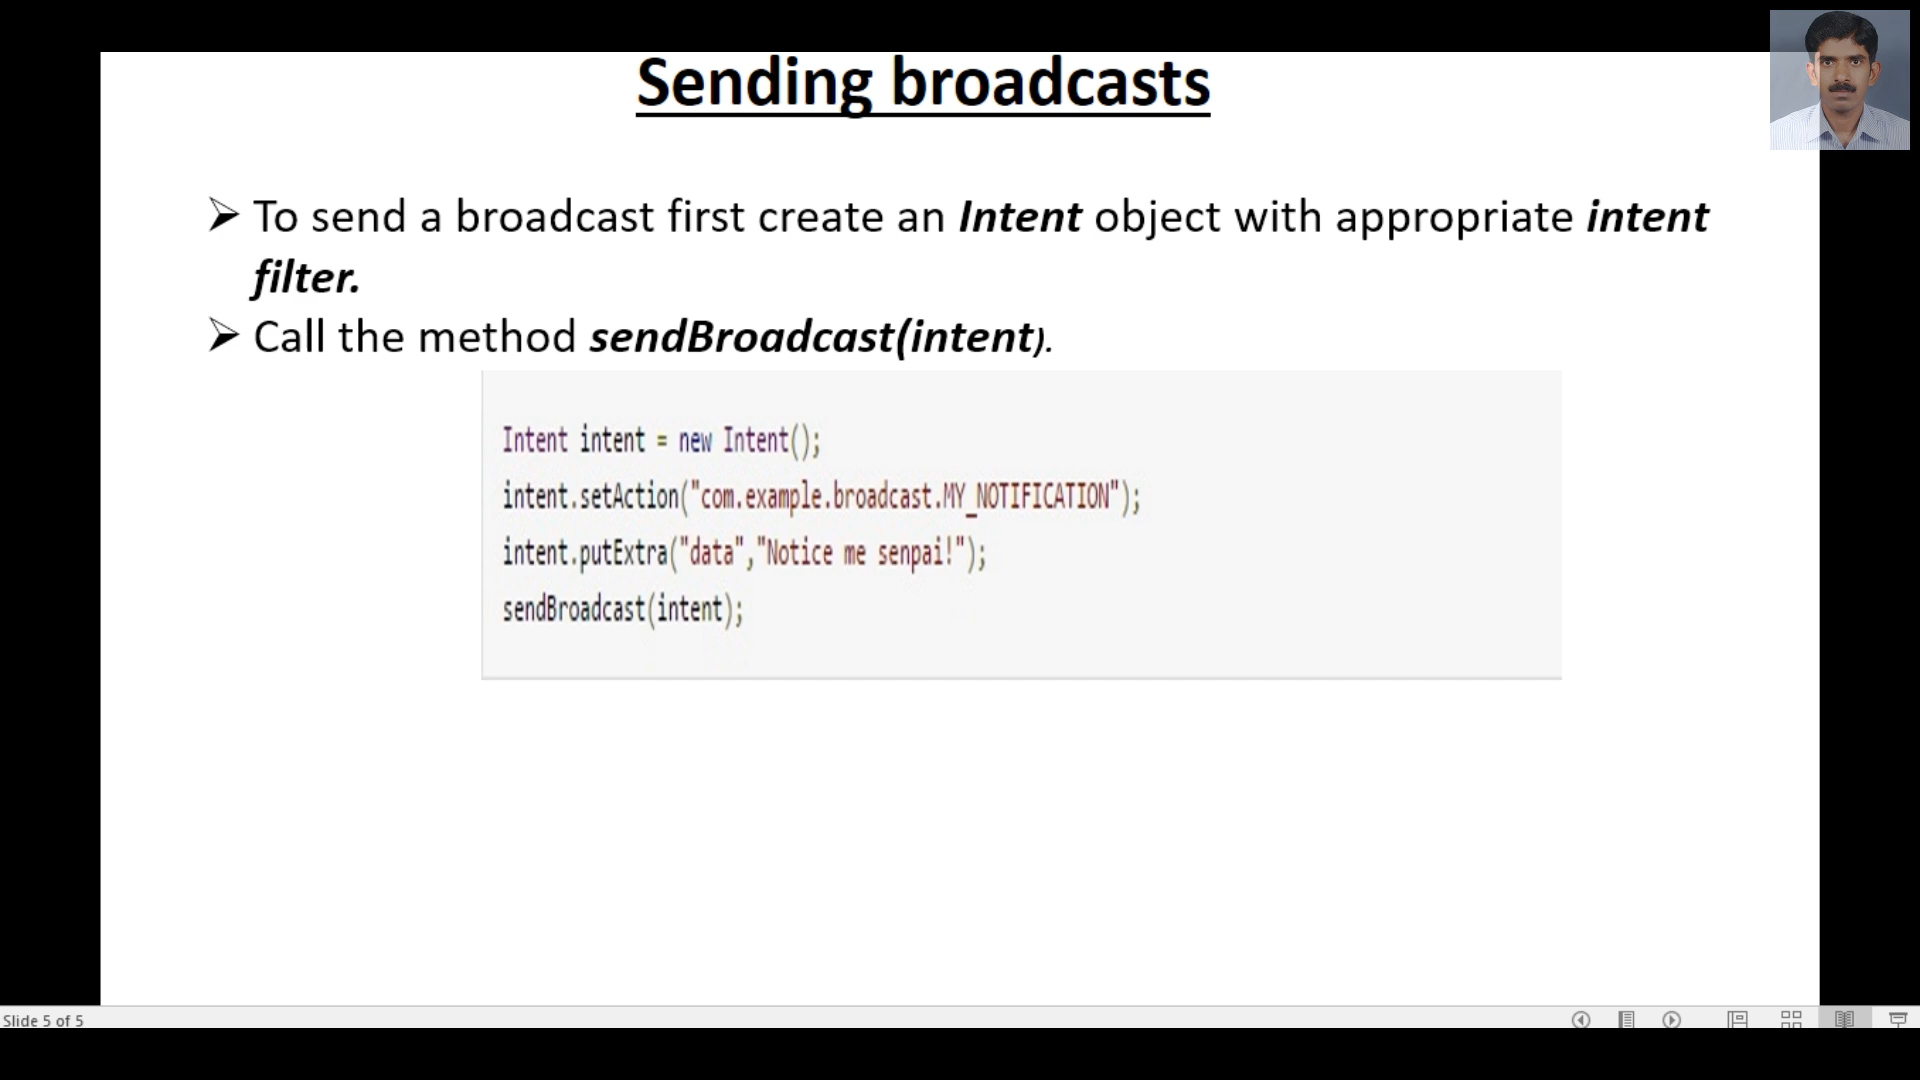 Sending broadcasts
➢ To send a broadcast first create an Intent object with appropriate intent
filter.
➢ Call the method sendBroadcast(intent).
Intent intent = new Intent();
intent.setAction("com.example.broadcast.MY_NOTIFICATION");
intent.putExtra("data","Notice me senpai!");
sendBroadcast(intent);
Slide 5 of 5